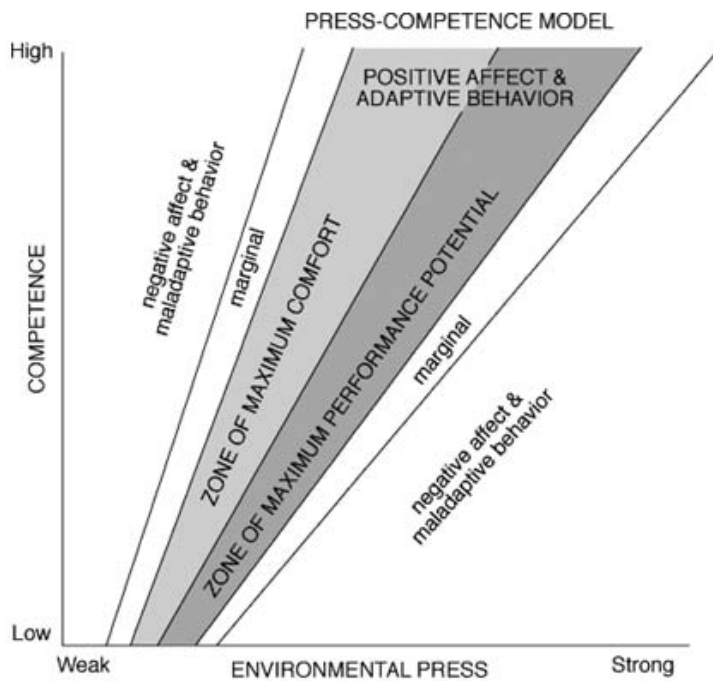 PRESS-COMPETENCE MODEL
High
POSITIVE AFFECT &
ADAPTIVE BEHAVIOR
negative affect &
maladaptive behavior
marginal
ZONE OF MAXIMUM COMFORT
ZONE OF MAXIMUM PERFORMANCE POTENTIAL
marginal
negative affect &
maladaptive behavior
COMPETENCE
Low
Weak
ENVIRONMENTAL PRESS
Strong